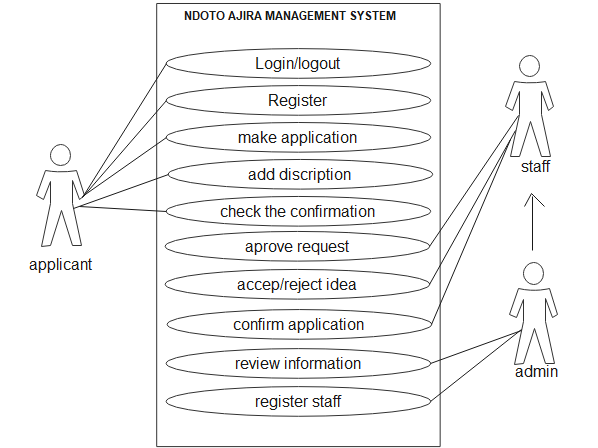 NDOTO AJIRA MANAGEMENT SYSTEM
Login/logout
Register
make application
add discription
check the confirmation
aprove request
accep/reject idea
confirm application
review information
register staff
applicant
staff
admin